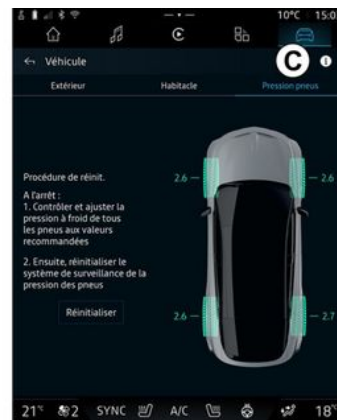 10°C 15:03
Véhicule
C
Extérieur
Habitacle
Pression pneus
Procédure de réinit.
A l'arrêt :
1. Contrôler et ajuster la
pression à froid de tous
les pneus aux valeurs
recommandées
2. Ensuite, réinitialiser le
système de surveillance de la
pression des pneus
Réinitialiser
2.6
2.6
2.6
2.7
21° 2 SYNC A/C 18°